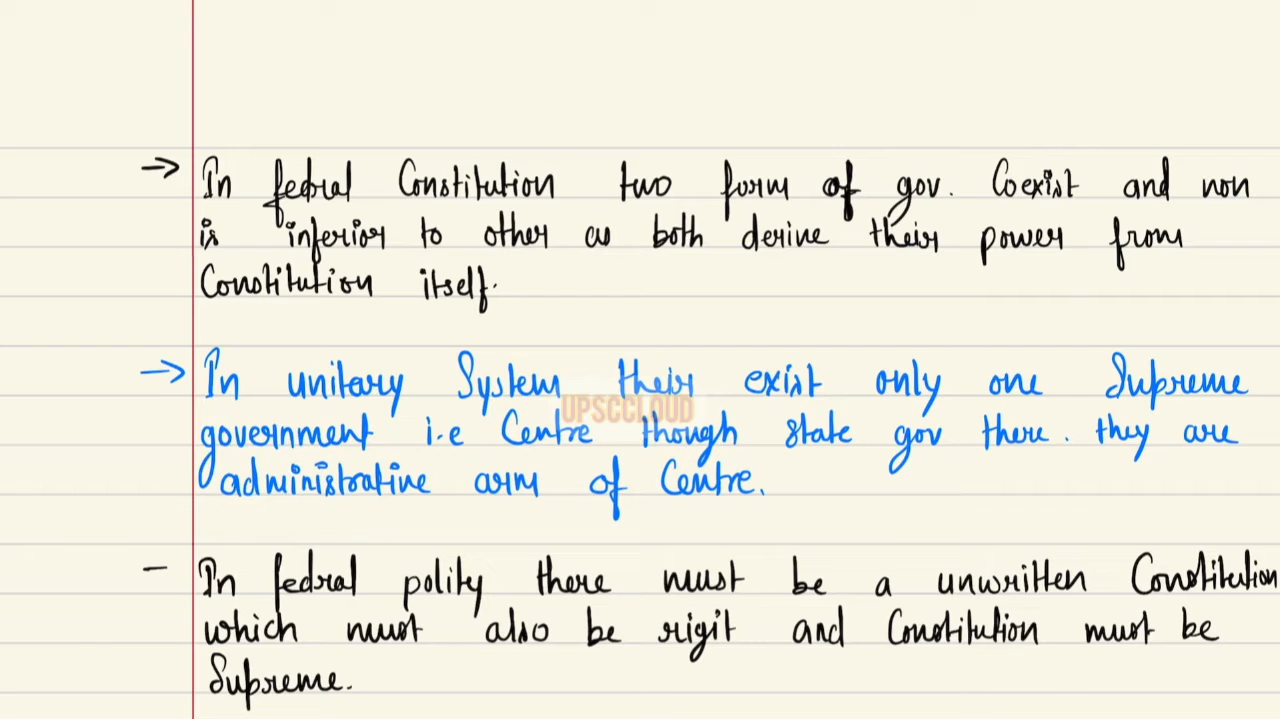 → In fedral Constitution two form of gov. Coexist and non
is inferior to other as both derive their power from
Constitution itself.
→ In unitary System their exist only one Supreme
government i.e Centre though state gov there. they are
administrative arm of Centre.
UPSCCLOUD
- In fedral polity there must be a unwritten Constitution
which must also be rigit and Constitution must be
Supreme.